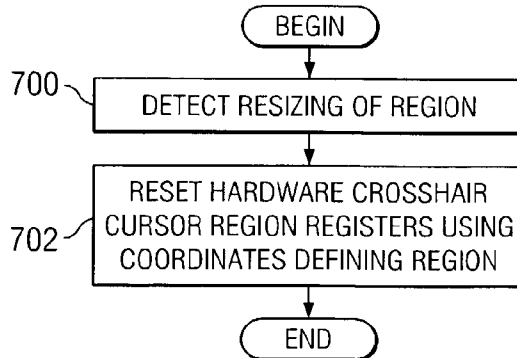 BEGIN
700
DETECT RESIZING OF REGION
RESET HARDWARE CROSSHAIR
CURSOR REGION REGISTERS USING
702
COORDINATES DEFINING REGION
END